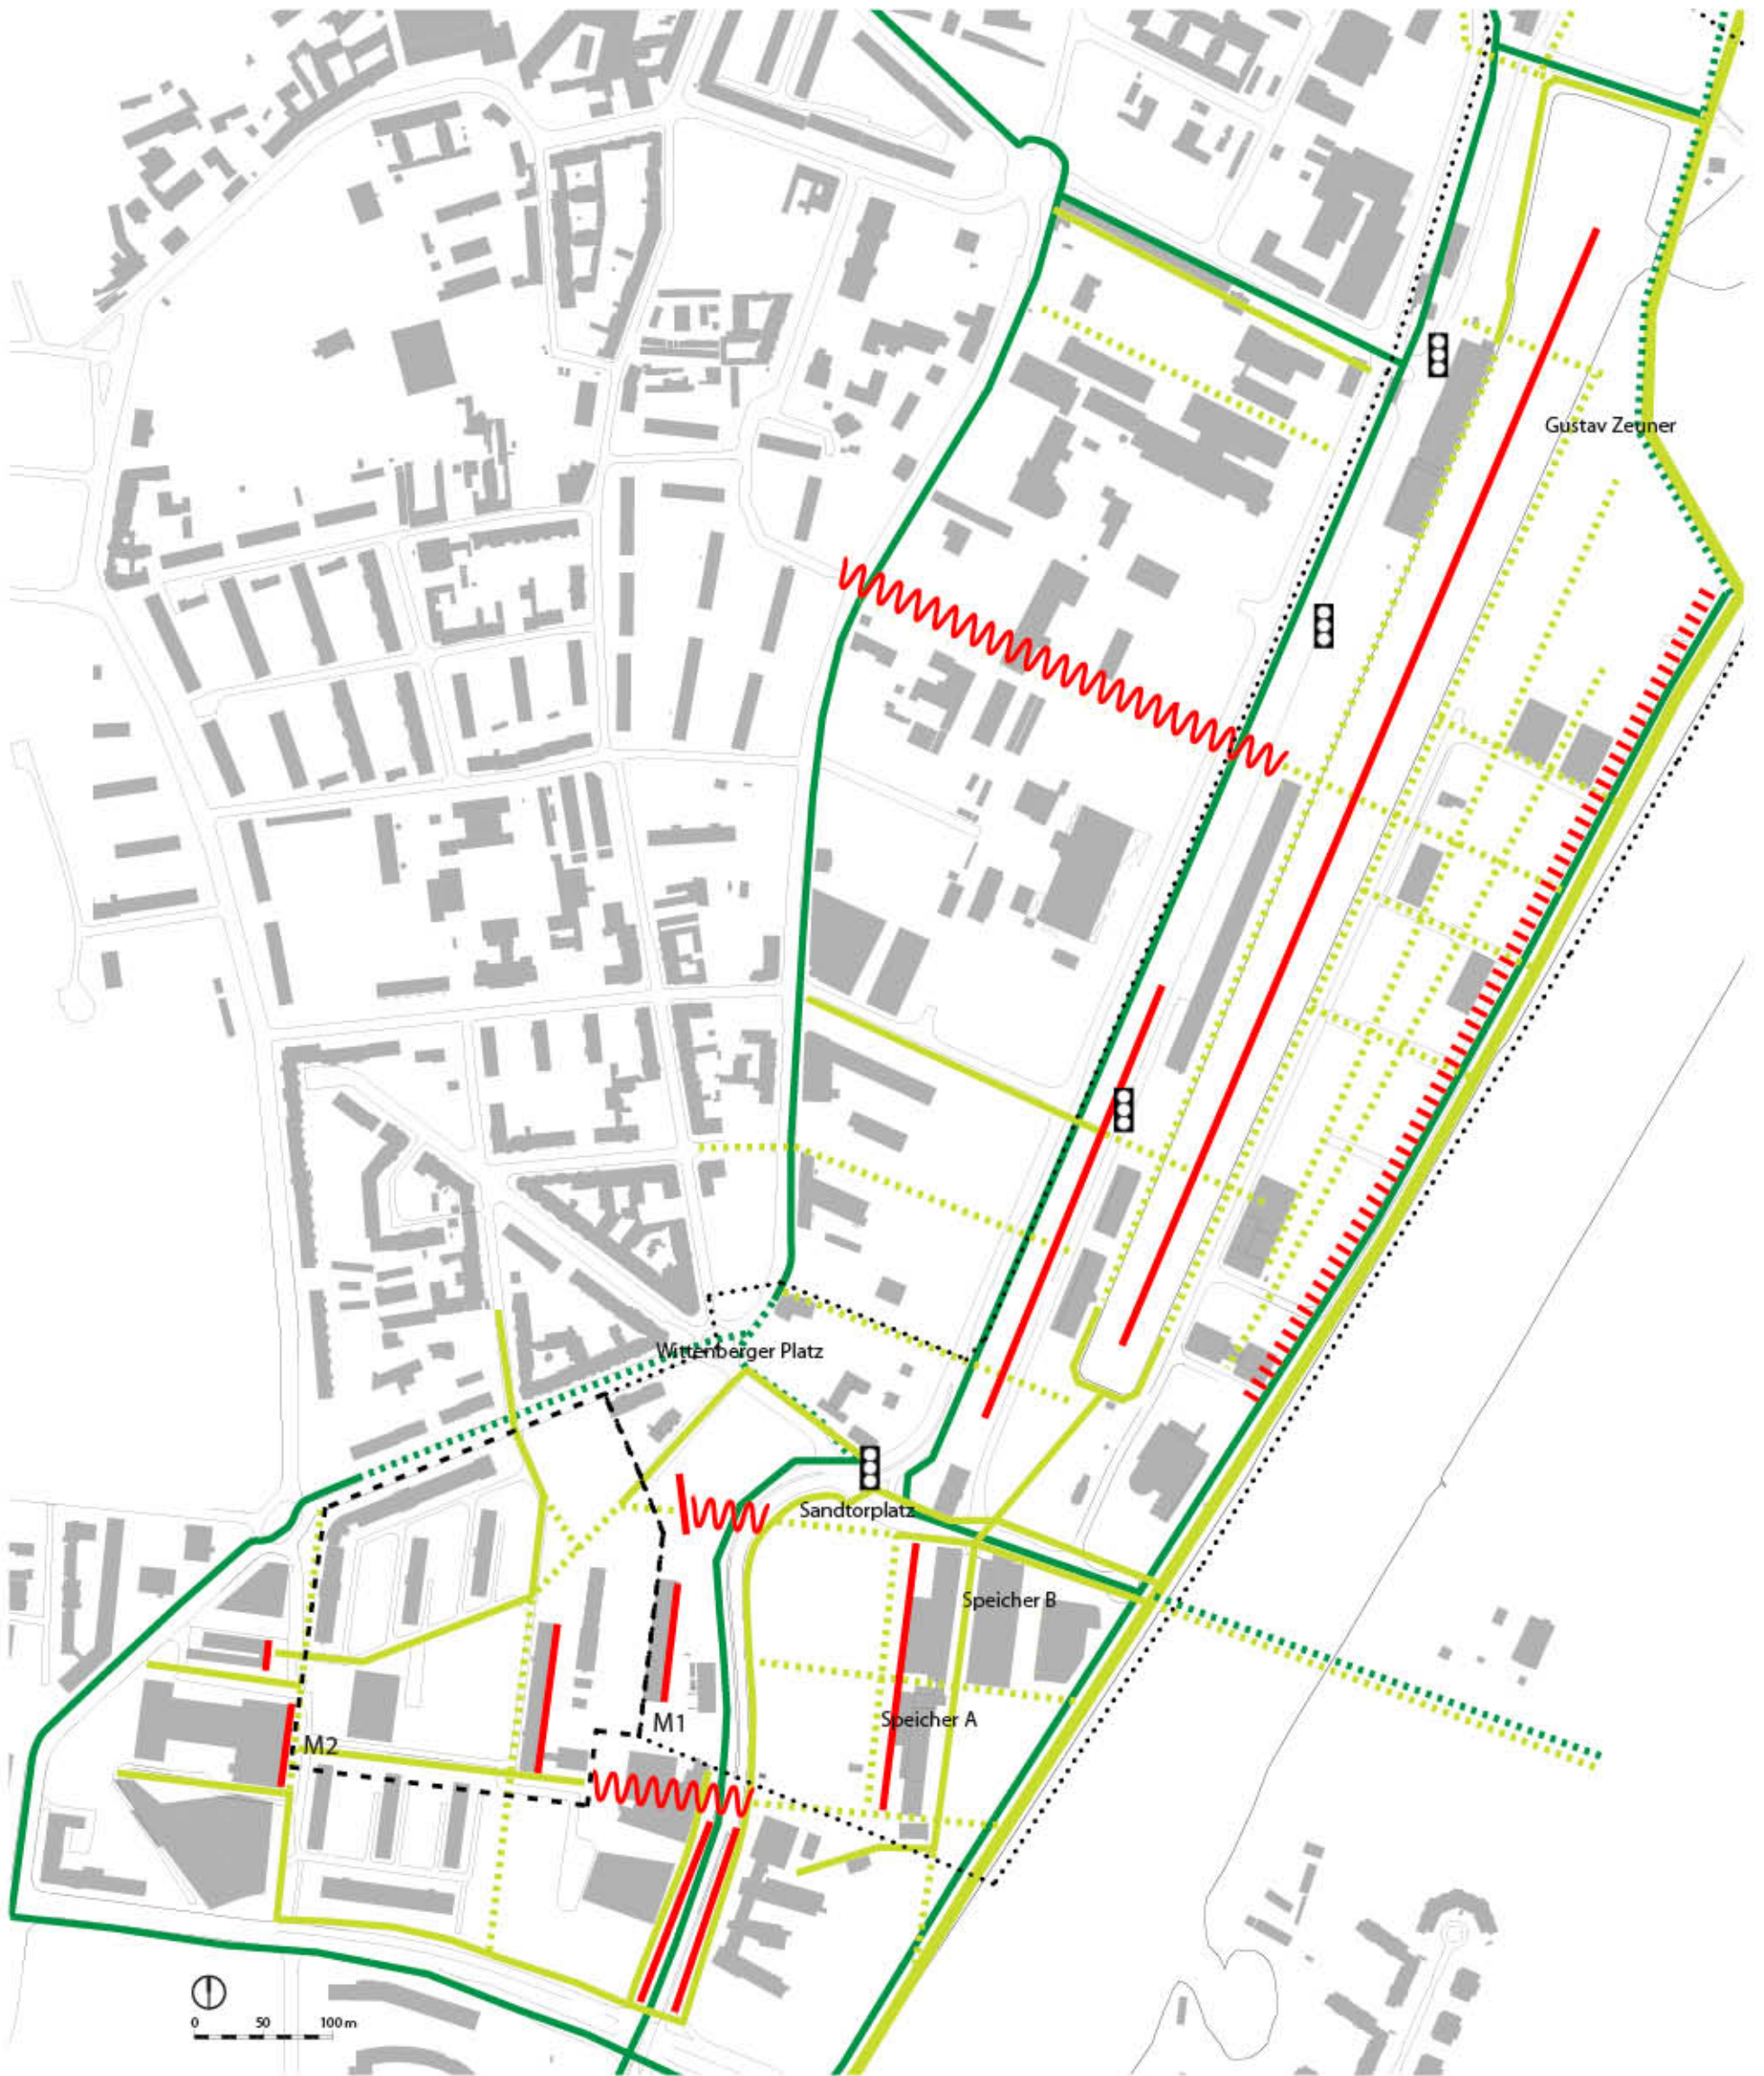 Gustav Zeuner
Wittenberger Platz
Sandtorplatz
Speicher B
Speicher A
M1
M2
0 50 100 m